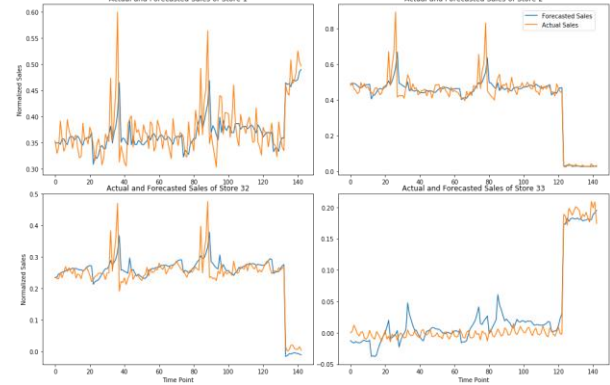 Actual and Forecasted Sales of Store 1
Actual and Forecasted Sales of Store 2
Normalized Sales
0.60
0.55
0.50
0.45
0.40
0.35
0.30
0 20 40 60 80 100 120 140
Forecasted Sales
Actual Sales
0.8
0.6
0.4
0.2
0.0
0 20 40 60 80 100 120 140
Actual and Forecasted Sales of Store 32
Actual and Forecasted Sales of Store 33
Normalized Sales
0.5
0.4
0.3
0.2
0.1
0.0
0 20 40 60 80 100 120 140
Time Point
0.20
0.15
0.10
0.05
0.00
−0.05
0 20 40 60 80 100 120 140
Time Point